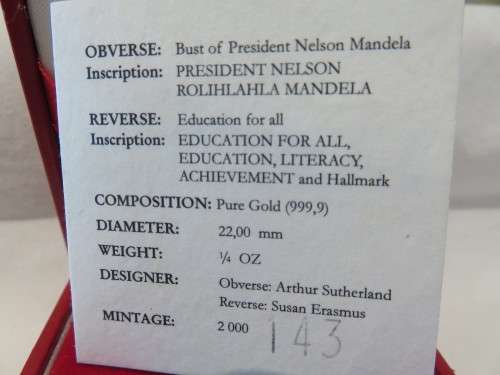 OBVERSE: Bust of President Nelson Mandela
Inscription: PRESIDENT NELSON
ROLIHLAHLA MANDELA
REVERSE: Education for all
Inscription: EDUCATION FOR ALL,
EDUCATION, LITERACY,
ACHIEVEMENT and Hallmark
COMPOSITION: Pure Gold (999,9)
DIAMETER: 22,00 mm
WEIGHT: ¼ OZ
DESIGNER: Obverse: Arthur Sutherland
Reverse: Susan Erasmus
MINTAGE: 2 000 143